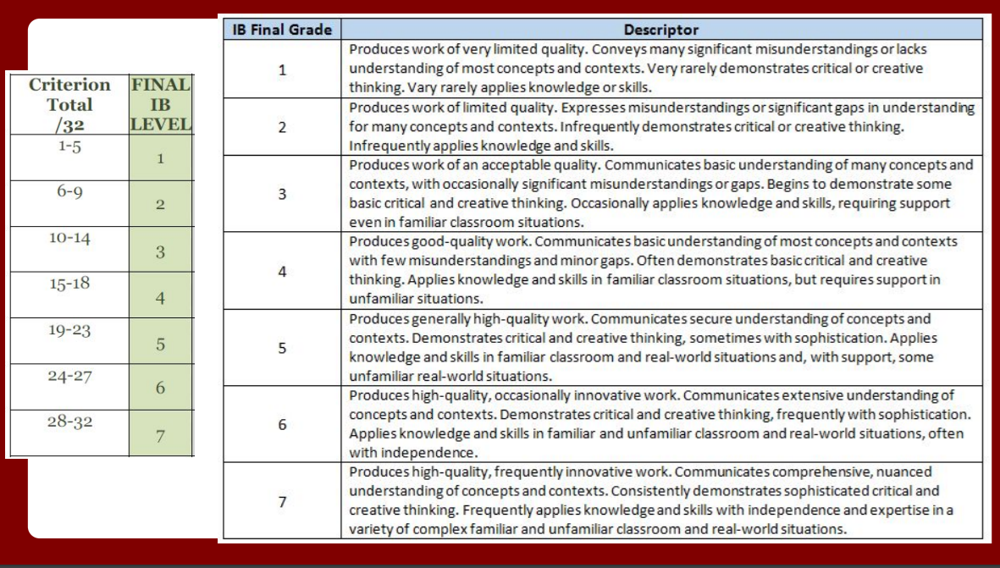 Criterion Total /32
FINAL IB LEVEL
1-5
1
6-9
2
10-14
3
15-18
4
19-23
5
24-27
6
28-32
7
IB Final Grade
Descriptor
1
Produces work of very limited quality. Conveys many significant misunderstandings or lacks
understanding of most concepts and contexts. Very rarely demonstrates critical or creative
thinking. Vary rarely applies knowledge or skills.
2
Produces work of limited quality. Expresses misunderstandings or significant gaps in understanding
for many concepts and contexts. Infrequently demonstrates critical or creative thinking.
Infrequently applies knowledge and skills.
3
Produces work of an acceptable quality. Communicates basic understanding of many concepts and
contexts, with occasionally significant misunderstandings or gaps. Begins to demonstrate some
basic critical and creative thinking. Occasionally applies knowledge and skills, requiring support
even in familiar classroom situations.
4
Produces good-quality work. Communicates basic understanding of most concepts and contexts
with few misunderstandings and minor gaps. Often demonstrates basic critical and creative
thinking. Applies knowledge and skills in familiar classroom situations, but requires support in
unfamiliar situations.
5
Produces generally high-quality work. Communicates secure understanding of concepts and
contexts. Demonstrates critical and creative thinking, sometimes with sophistication. Applies
knowledge and skills in familiar classroom and real-world situations and, with support, some
unfamiliar real-world situations.
6
Produces high-quality, occasionally innovative work. Communicates extensive understanding of
concepts and contexts. Demonstrates critical and creative thinking, frequently with sophistication.
Applies knowledge and skills in familiar and unfamiliar classroom and real-world situations, often
with independence.
7
Produces high-quality, frequently innovative work. Communicates comprehensive, nuanced
understanding of concepts and contexts. Consistently demonstrates sophisticated critical and
creative thinking. Frequently applies knowledge and skills with independence and expertise in a
variety of complex familiar and unfamiliar classroom and real-world situations.